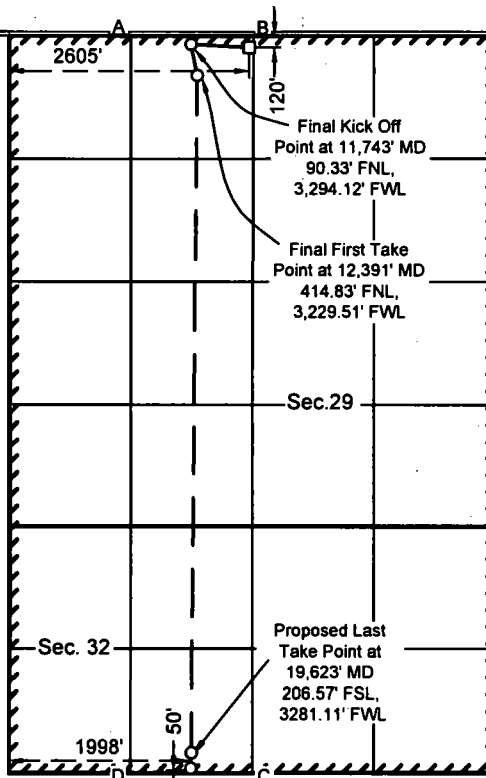 A
B
2605'
120'
Final Kick Off
Point at 11,743' MD
90.33' FNL,
3,294.12' FWL
Final First Take
Point at 12,391' MD
414.83' FNL,
3,229.51' FWL
Sec.29
Sec. 32
Proposed Last
Take Point at
19,623' MD
206.57' FSL,
3281.11' FWL
50'
1998'
D
C